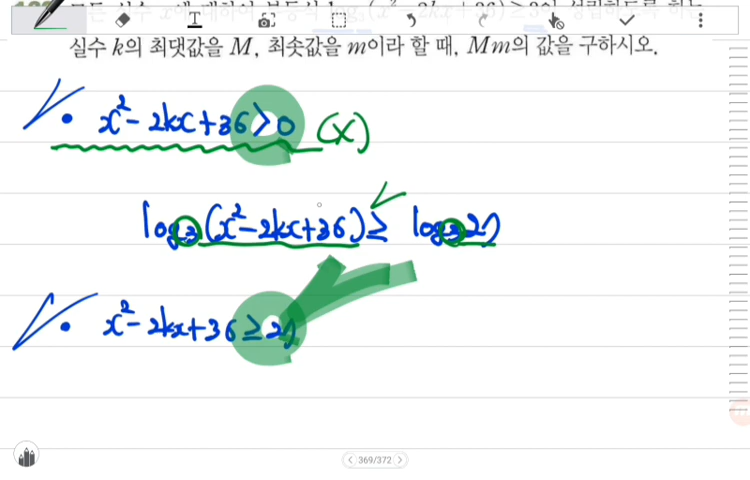 실수 k의 최댓값을 M, 최솟값을 m이라 할 때, Mm의 값을 구하시오.
• x²-2kx+36>0 (X)
log₃(x²-2kx+36) ≥ log₃27
• x²-2kx+36≥27
369/372